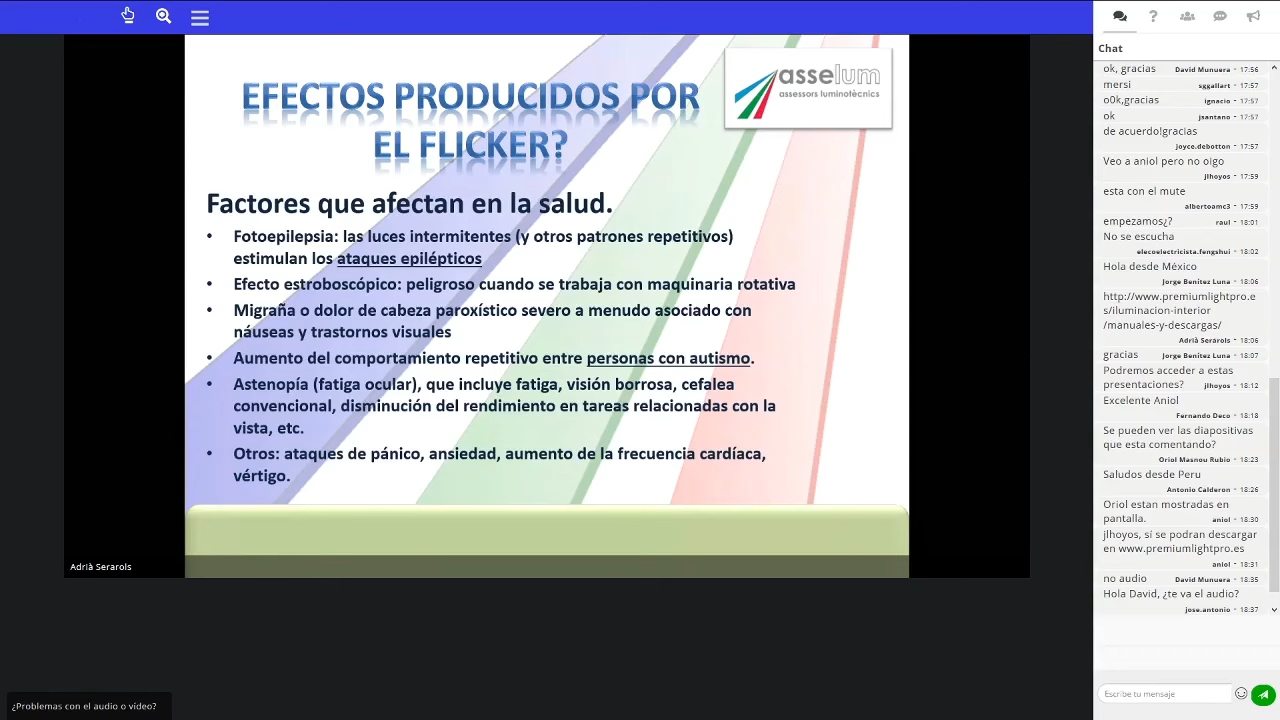 asselum
assessors luminotècnics
EFECTOS PRODUCIDOS POR
EL FLICKER?
Factores que afectan en la salud.
• Fotoepilepsia: las luces intermitentes (y otros patrones repetitivos)
estimulan los ataques epilépticos
• Efecto estroboscópico: peligroso cuando se trabaja con maquinaria rotativa
• Migraña o dolor de cabeza paroxístico severo a menudo asociado con
náuseas y trastornos visuales
• Aumento del comportamiento repetitivo entre personas con autismo.
• Astenopía (fatiga ocular), que incluye fatiga, visión borrosa, cefalea
convencional, disminución del rendimiento en tareas relacionadas con la
vista, etc.
• Otros: ataques de pánico, ansiedad, aumento de la frecuencia cardíaca,
vértigo.
Adrià Serarols
¿Problemas con el audio o vídeo?
Chat
ok, gracias David Munuera - 17:56
mersi sggallart - 17:57
o0k,gracias ignacio - 17:57
ok jsantano - 17:57
de acuerdo!gracias
joyce.debotton - 17:57
Veo a aniol pero no oigo
jlhoyos - 17:59
esta con el mute
albertoamc3 - 17:59
empezamos¿? raul - 18:01
No se escucha
elecoelectricista.fengshui - 18:02
Hola desde México
Jorge Benítez Luna - 18:06
http://www.premiumlightpro.e
s/iluminacion-interior
/manuales-y-descargas/
Adrià Serarols - 18:06
gracias Jorge Benítez Luna - 18:07
Podremos acceder a estas
presentaciones? jlhoyos - 18:12
Excelente Aniol
Fernando Deco - 18:18
Se pueden ver las diapositivas
que esta comentando?
Oriol Masnou Rubio - 18:23
Saludos desde Peru
Antonio Calderon - 18:26
Oriol estan mostradas en
pantalla. aniol - 18:30
jlhoyos, sí se podran descargar
en www.premiumlightpro.es
aniol - 18:31
no audio David Munuera - 18:35
Hola David, ¿te va el audio?
jose.antonio - 18:37
Escribe tu mensaje